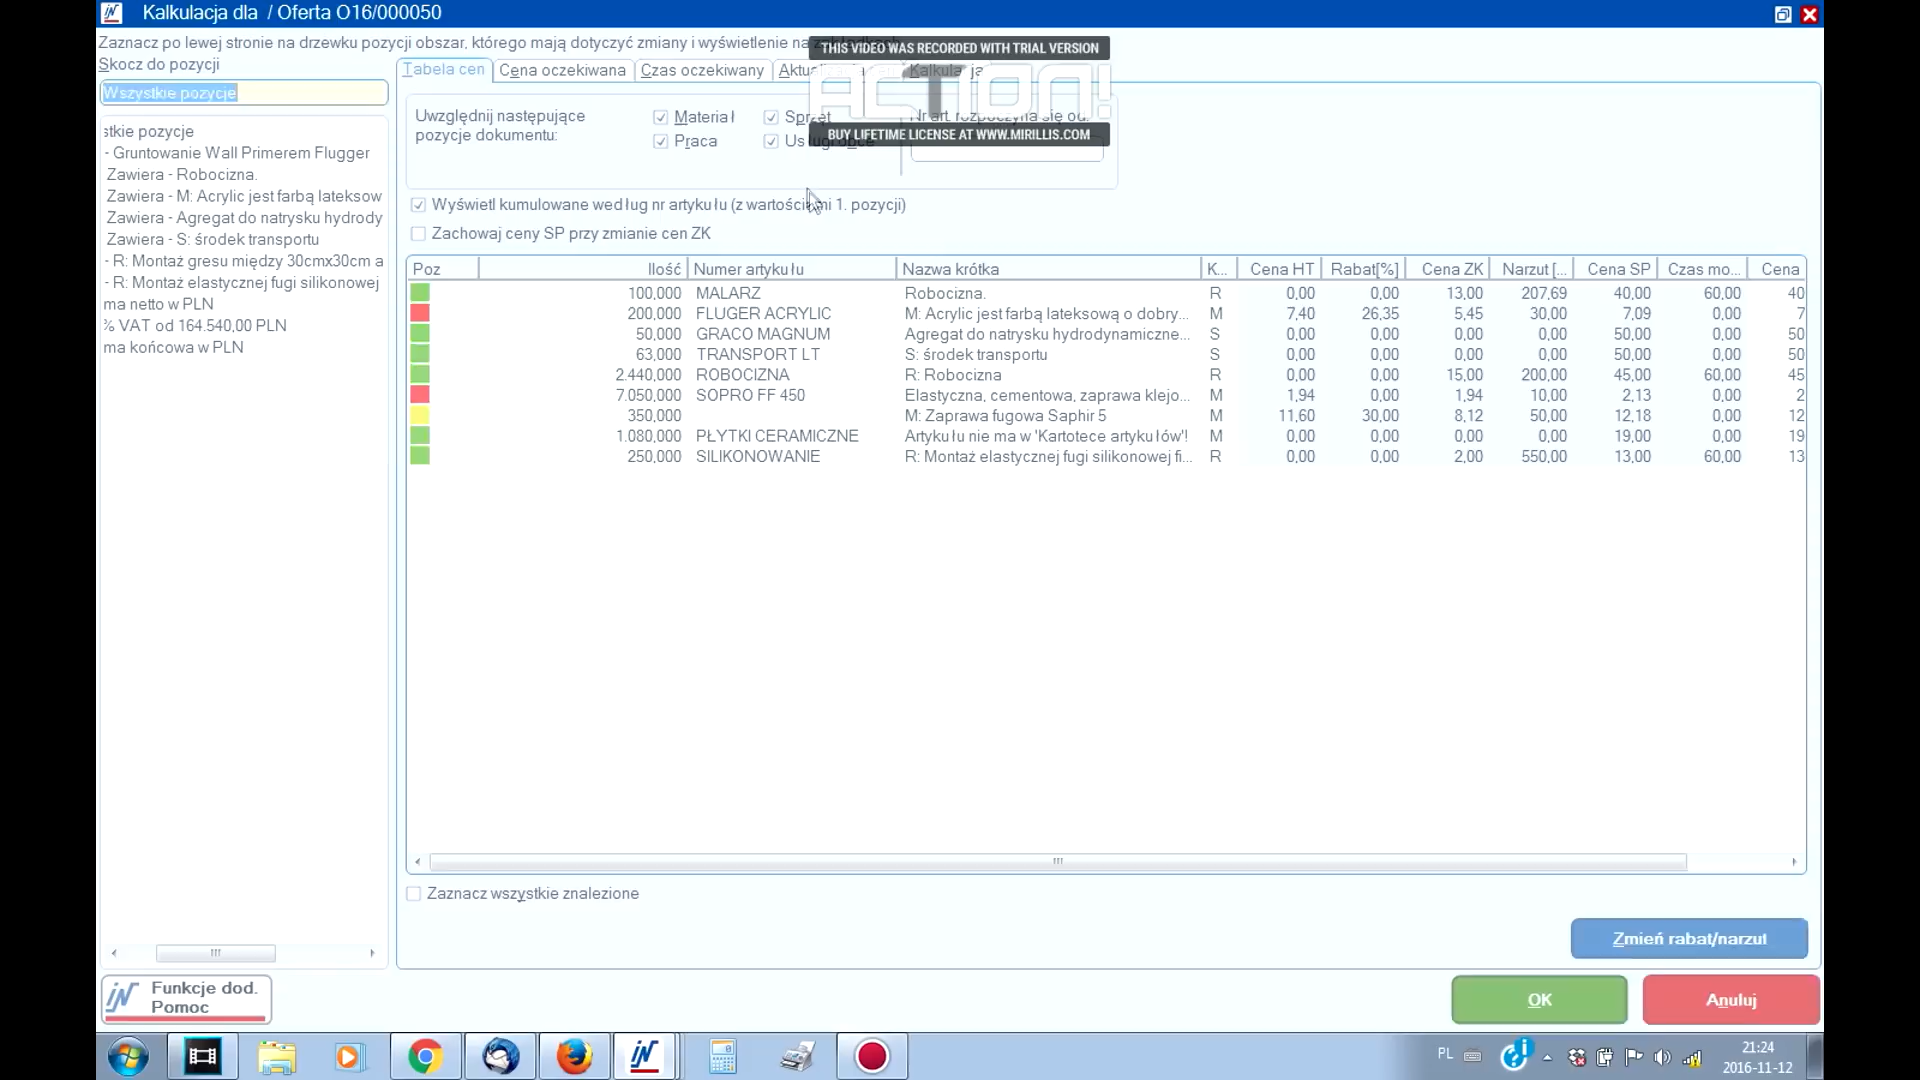 Kalkulacja dla / Oferta O16/000050
Zaznacz po lewej stronie na drzewku pozycji obszar, którego mają dotyczyć zmiany i wyświetlenie na zakładkach.
THIS VIDEO WAS RECORDED WITH TRIAL VERSION
ACTION!
BUY LIFETIME LICENSE AT WWW.MIRILLIS.COM
Skocz do pozycji
Wszystkie pozycje
stkie pozycje
- Gruntowanie Wall Primerem Flugger
Zawiera - Robocizna.
Zawiera - M: Acrylic jest farbą lateksow
Zawiera - Agregat do natrysku hydrody
Zawiera - S: środek transportu
- R: Montaż gresu między 30cmx30cm a
- R: Montaż elastycznej fugi silikonowej
ma netto w PLN
% VAT od 164.540,00 PLN
ma końcowa w PLN
Tabela cen Cena oczekiwana Czas oczekiwany Kalkulacja
Uwzględnij następujące pozycje dokumentu:
Materiał Sprzęt Nr art. rozpoczyna się od:
Praca Usługi obce
Wyświetl kumulowane według nr artykułu (z wartościami 1. pozycji)
Zachowaj ceny SP przy zmianie cen ZK
Poz Ilość Numer artykułu Nazwa krótka K... Cena HT Rabat[%] Cena ZK Narzut [... Cena SP Czas mo... Cena
100,000 MALARZ Robocizna. R 0,00 0,00 13,00 207,69 40,00 60,00 40
200,000 FLUGER ACRYLIC M: Acrylic jest farbą lateksową o dobry... M 7,40 26,35 5,45 30,00 7,09 0,00 7
50,000 GRACO MAGNUM Agregat do natrysku hydrodynamiczne... S 0,00 0,00 0,00 0,00 50,00 0,00 50
63,000 TRANSPORT LT S: środek transportu S 0,00 0,00 0,00 0,00 50,00 0,00 50
2.440,000 ROBOCIZNA R: Robocizna R 0,00 0,00 15,00 200,00 45,00 60,00 45
7.050,000 SOPRO FF 450 Elastyczna, cementowa, zaprawa klejo... M 1,94 0,00 1,94 10,00 2,13 0,00 2
350,000 M: Zaprawa fugowa Saphir 5 M 11,60 30,00 8,12 50,00 12,18 0,00 12
1.080,000 PŁYTKI CERAMICZNE Artykułu nie ma w 'Kartotece artykułów'! M 0,00 0,00 0,00 0,00 19,00 0,00 19
250,000 SILIKONOWANIE R: Montaż elastycznej fugi silikonowej fi... R 0,00 0,00 2,00 550,00 13,00 60,00 13
Zaznacz wszystkie znalezione
Zmień rabat/narzut
Funkcje dod.
Pomoc
OK Anuluj
PL
21:24
2016-11-12